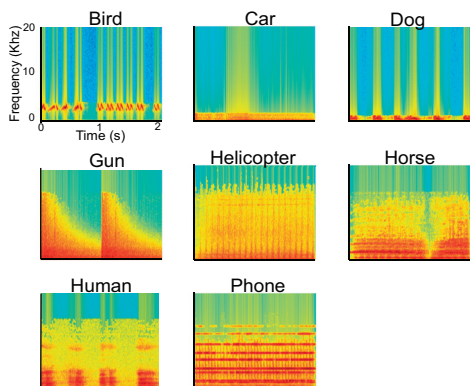 Bird
Car
Dog
Frequency (Khz)
20
10
0
0
1
2
Time (s)
Gun
Helicopter
Horse
Human
Phone